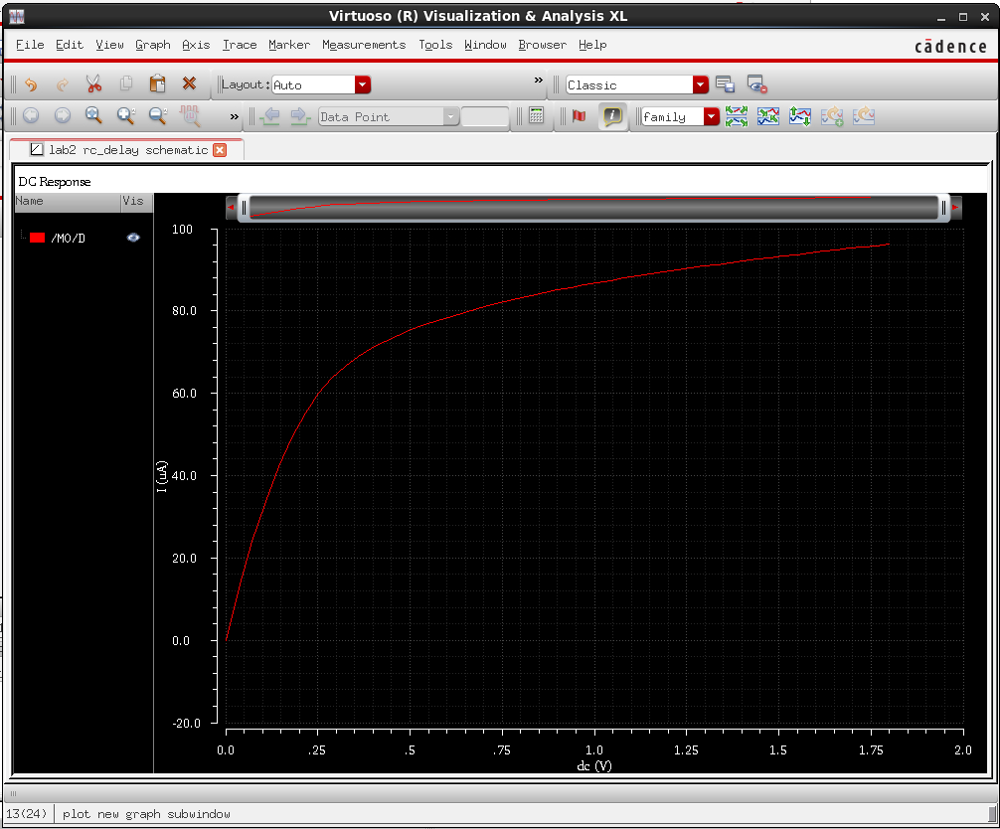 Virtuoso (R) Visualization & Analysis XL
File Edit View Graph Axis Trace Marker Measurements Tools Window Browser Help
cādence
Layout: Auto » Classic
» Data Point family
lab2 rc_delay schematic
DC Response
Name Vis
/M0/D
100
80.0
60.0
40.0
20.0
0.0
-20.0
I (uA)
0.0 .25 .5 .75 1.0 1.25 1.5 1.75 2.0
dc (V)
13(24) plot new graph subwindow